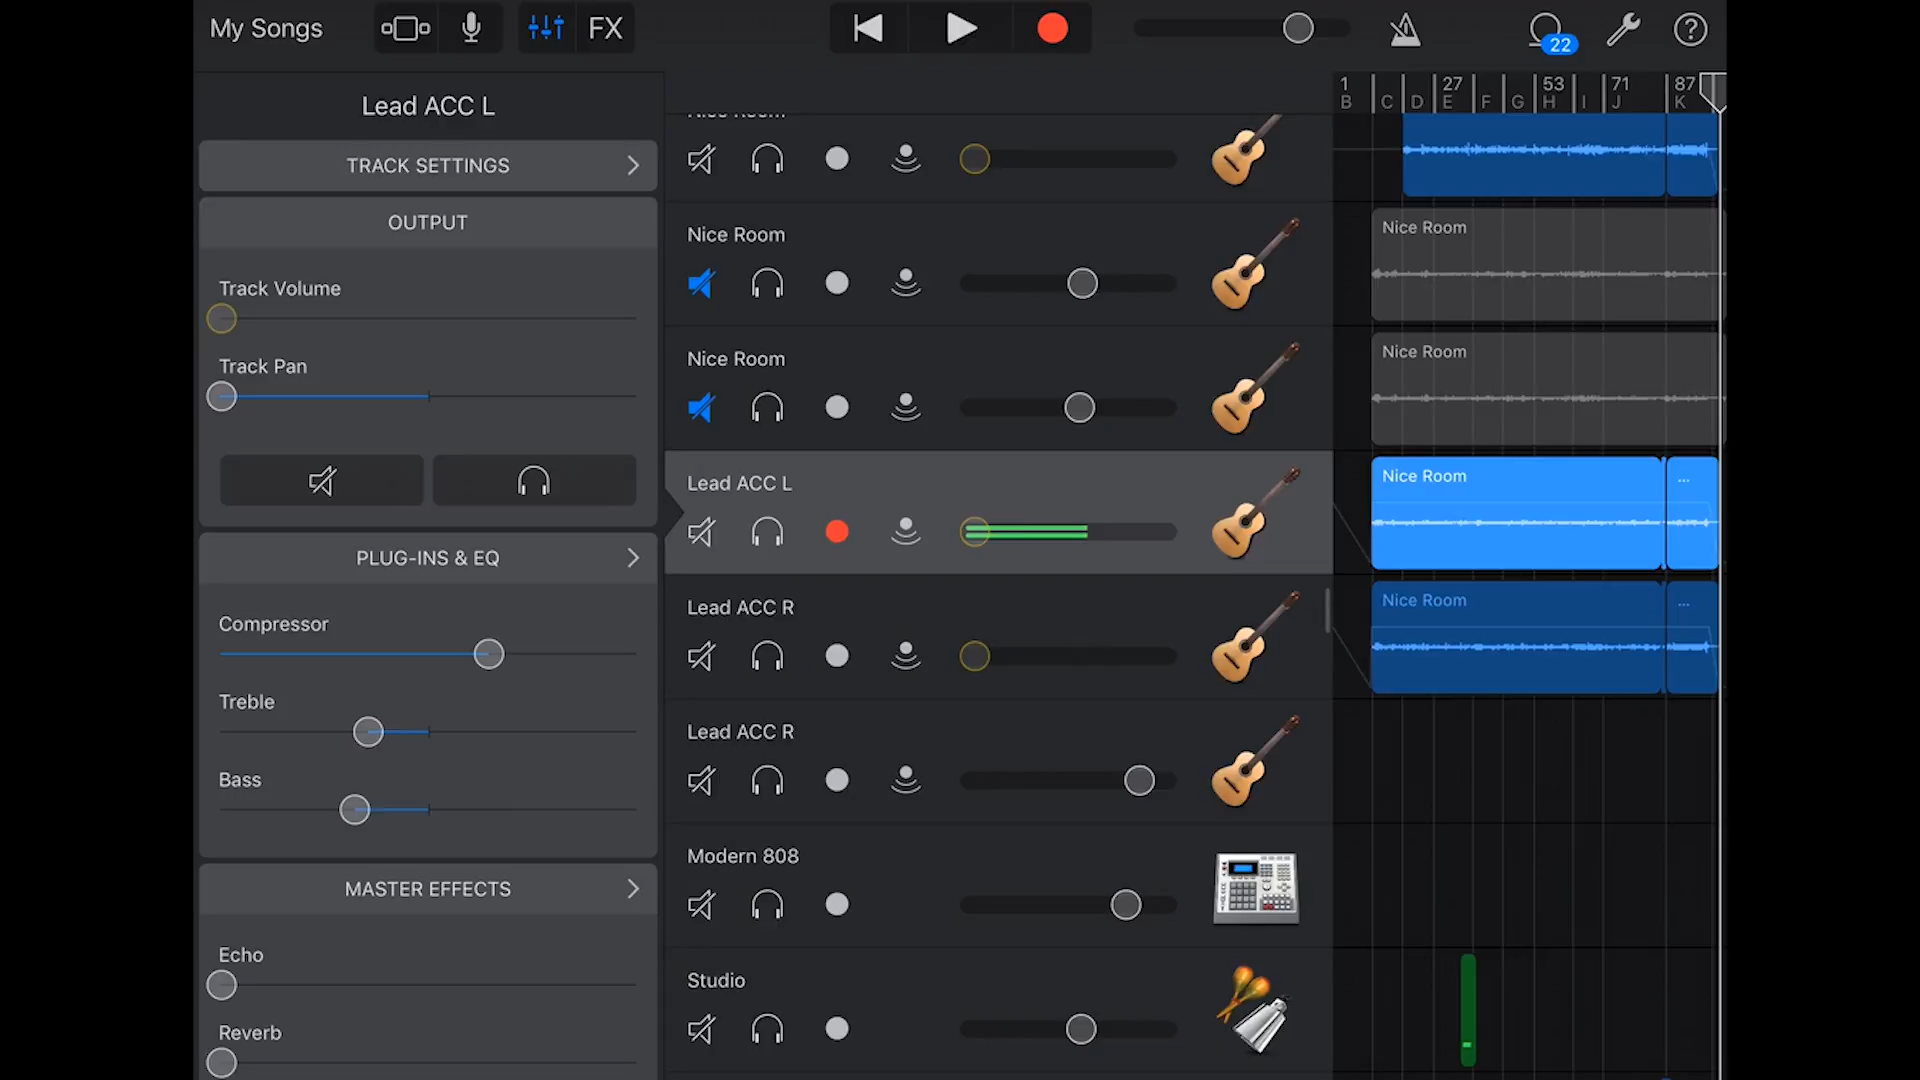 My Songs
FX
22
Lead ACC L
TRACK SETTINGS
OUTPUT
Track Volume
Track Pan
PLUG-INS & EQ
Compressor
Treble
Bass
MASTER EFFECTS
Echo
Reverb
Nice Room
Nice Room
Nice Room
Lead ACC L
Lead ACC R
Lead ACC R
Modern 808
Studio
1 27 53 71 87
B C D E F G H I J K
Nice Room
Nice Room
Nice Room ...
Nice Room ...